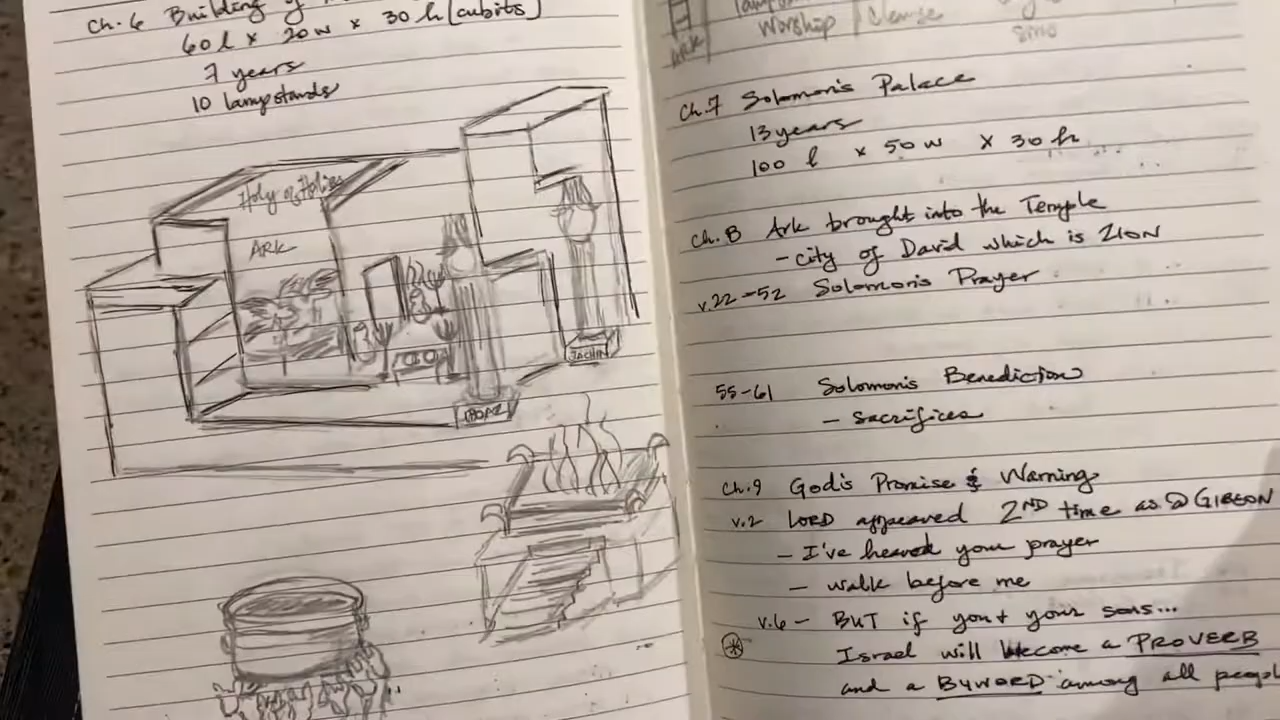 Ch.6 Building of
60 l x 20 w x 30 h [cubits]
7 years
10 lampstands
Holy of Holies
ARK
JACHIN
BOAZ
ARK
Worship
Cleanse
Ch.7 Solomon's Palace
13 years
100 l x 50 w x 30 h
Ch. 8 Ark brought into the Temple
- city of David which is ZION
v.22-52 Solomon's Prayer
55-61 Solomon's Benediction
- Sacrifices
Ch.9 God's Promise & Warning
v.2 LORD appeared 2ND time as @ GIBEON
- I've heared your prayer
- walk before me
v.6 - BUT if you + your sons...
Israel will become a PROVERB
and a BYWORD among all people